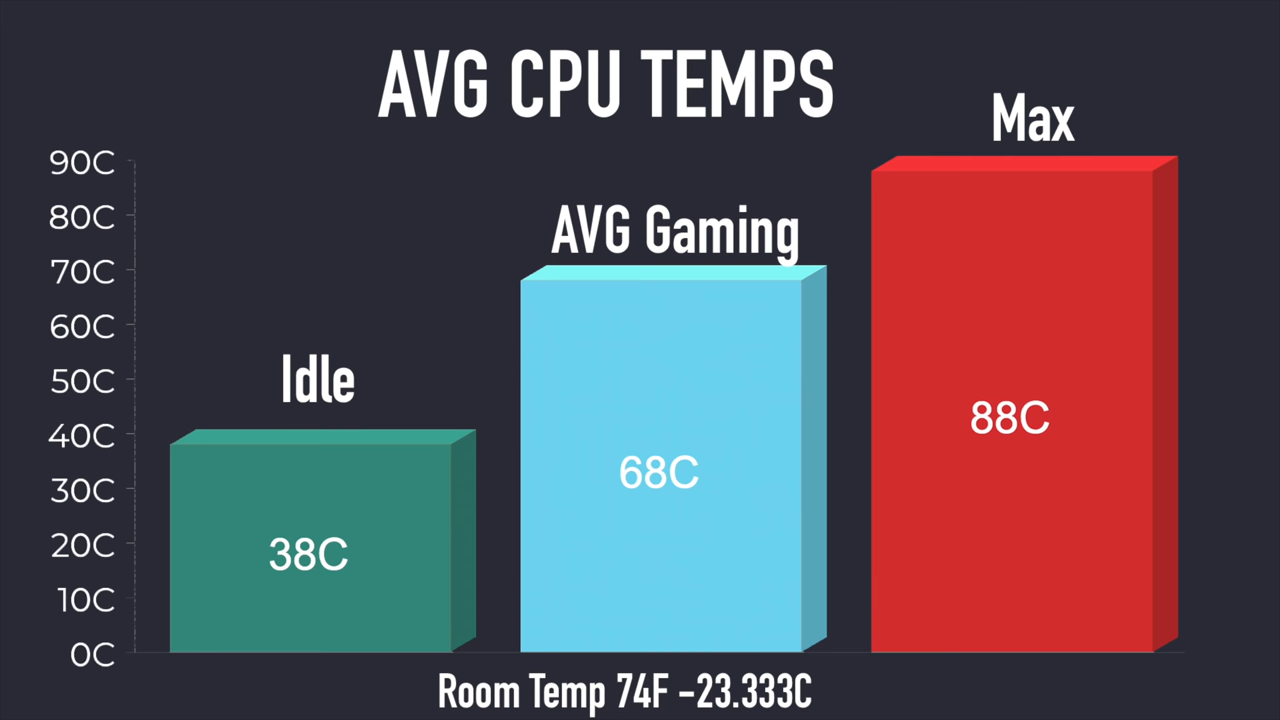 AVG CPU TEMPS
Max
90C
80C
AVG Gaming
70C
60C
Idle
50C
40C
30C
20C
10C
0C
38C
68C
88C
Room Temp 74F -23.333C